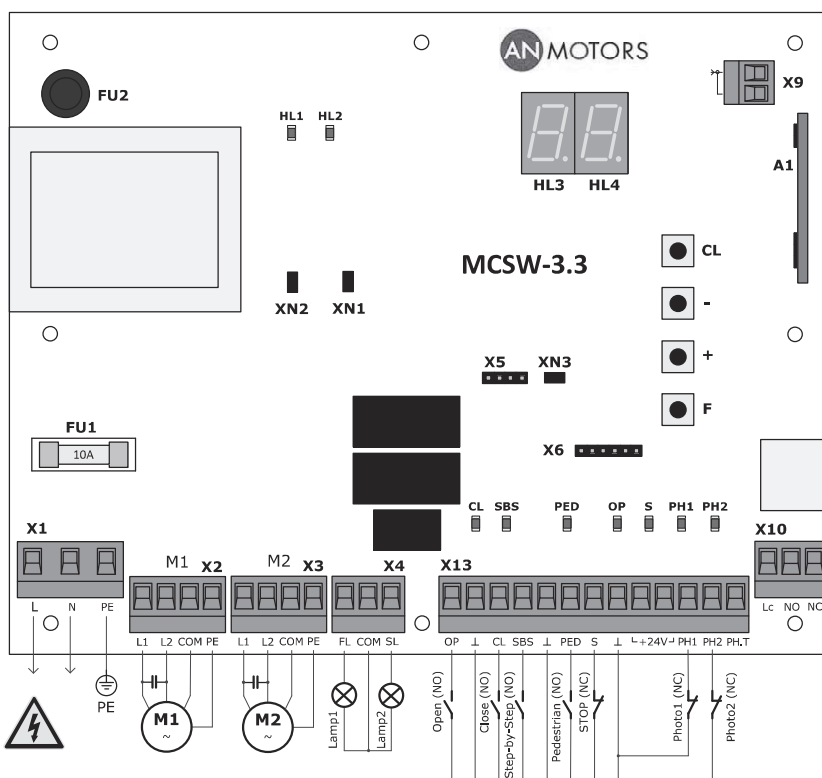 AN MOTORS
X9
FU2
HL1 HL2
HL3 HL4
A1
MCSW-3.3
CL
-
XN2 XN1
+
X5 XN3
F
FU1
10A
X6
CL SBS PED OP S PH1 PH2
X1
M1 X2
M2 X3
X4
X13
X10
L N PE
L1 L2 COM PE
L1 L2 COM PE
FL COM SL
OP ⊥ CL SBS ⊥ PED S ⊥ +24V PH1 PH2 PH.T
Lc NO NC
PE
M1
~
M2
~
Lamp1
Lamp2
Open (NO)
Close (NO)
Step-by-Step (NO)
Pedestrian (NO)
STOP (NC)
Photo1 (NC)
Photo2 (NC)